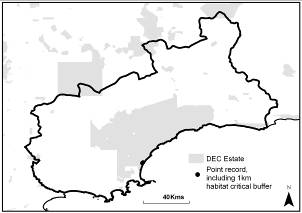 DEC Estate
Point record,
including 1km
habitat critical buffer
N
40Kms